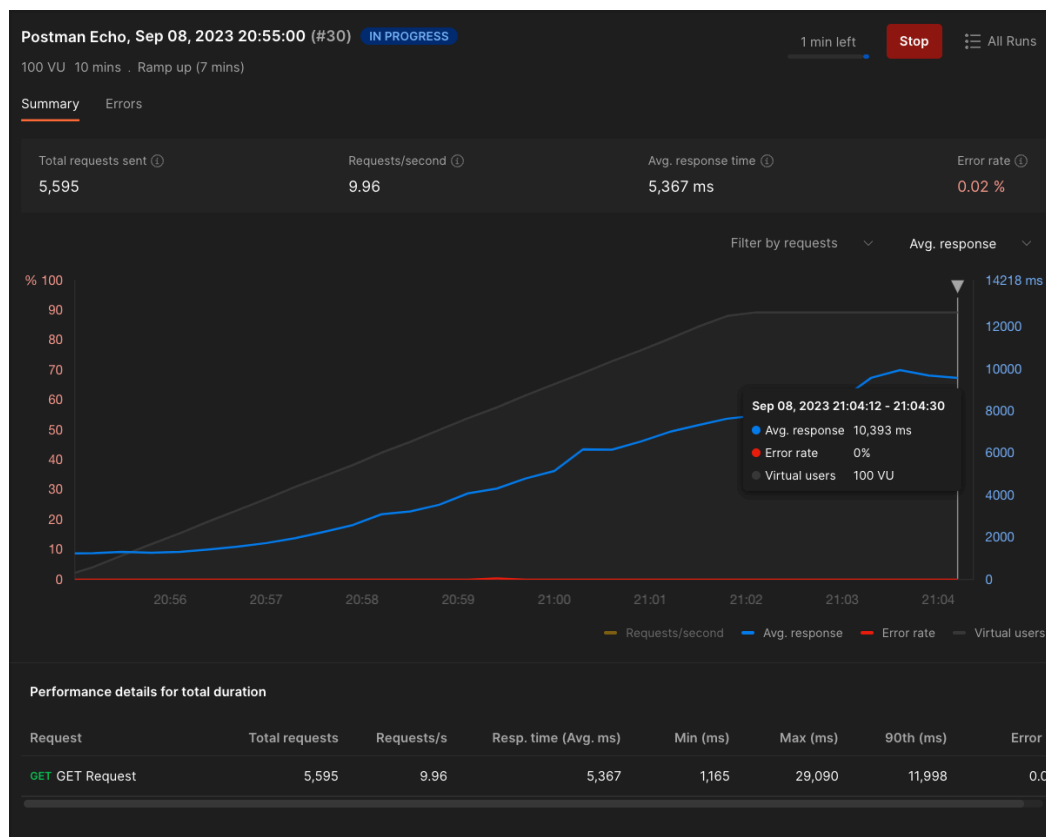 Postman Echo, Sep 08, 2023 20:55:00 (#30) IN PROGRESS
1 min left Stop All Runs
100 VU 10 mins . Ramp up (7 mins)
Summary Errors
Total requests sent Requests/second Avg. response time Error rate
5,595 9.96 5,367 ms 0.02 %
Filter by requests Avg. response
% 100 14218 ms
90
80 12000
70 10000
60
Sep 08, 2023 21:04:12 - 21:04:30
8000
50 Avg. response 10,393 ms
40 Error rate 0% 6000
30 Virtual users 100 VU 4000
20 2000
10
0 0
20:56 20:57 20:58 20:59 21:00 21:01 21:02 21:03 21:04
Requests/second Avg. response Error rate Virtual users
Performance details for total duration
Request Total requests Requests/s Resp. time (Avg. ms) Min (ms) Max (ms) 90th (ms) Error
GET GET Request 5,595 9.96 5,367 1,165 29,090 11,998 0.0